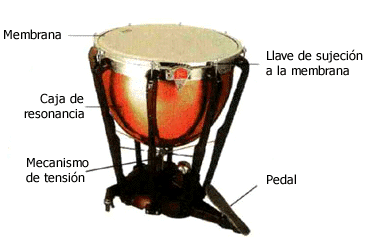 Membrana
Llave de sujeción
a la membrana
Caja de
resonancia
Mecanismo
de tensión
Pedal